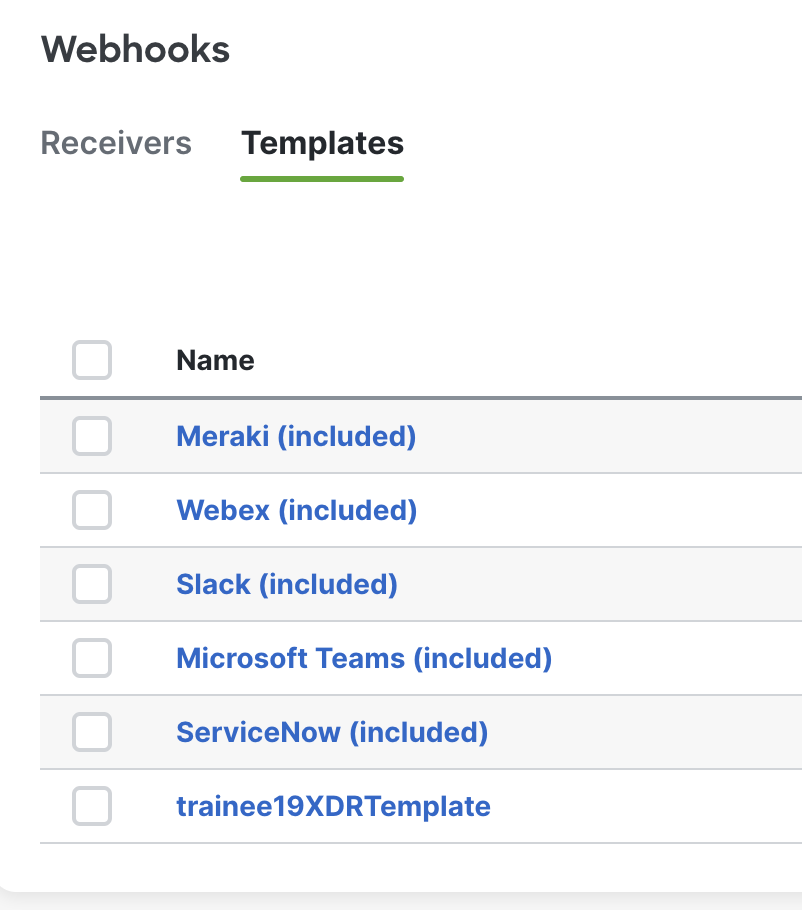 Webhooks
Receivers Templates
Name
Meraki (included)
Webex (included)
Slack (included)
Microsoft Teams (included)
ServiceNow (included)
trainee19XDRTemplate